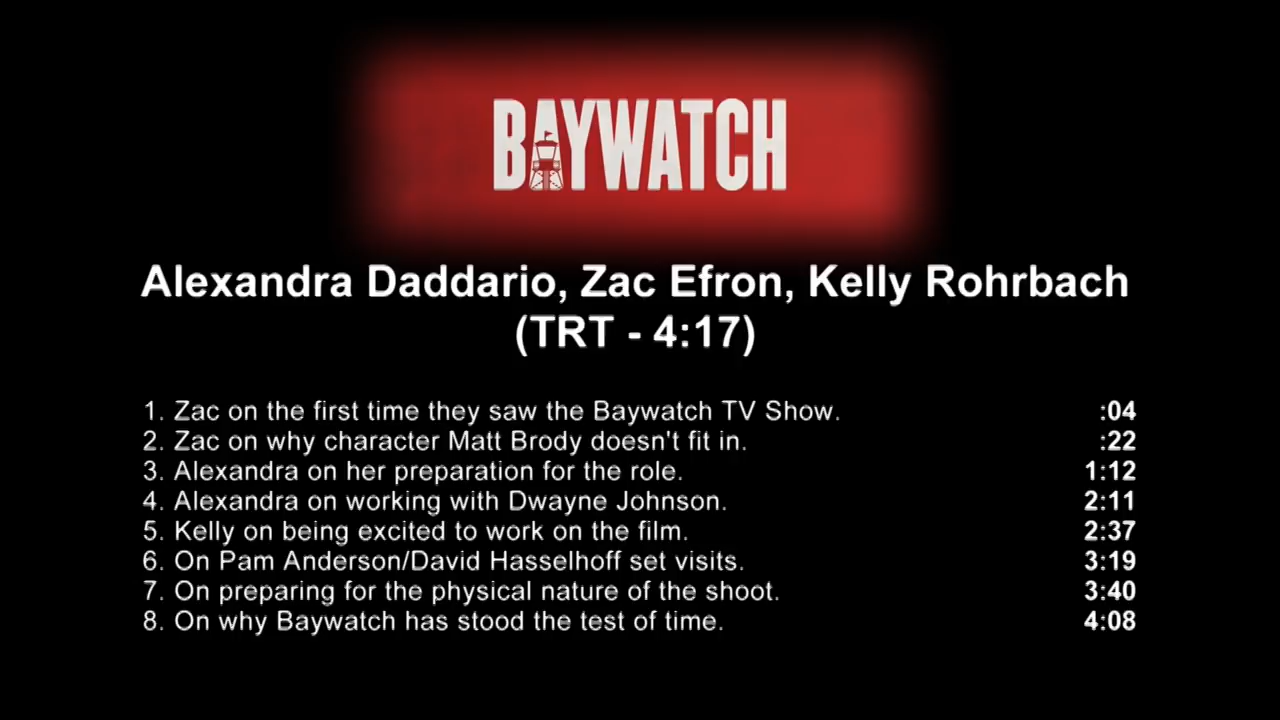 BAYWATCH
Alexandra Daddario, Zac Efron, Kelly Rohrbach
(TRT - 4:17)
1. Zac on the first time they saw the Baywatch TV Show. :04
2. Zac on why character Matt Brody doesn't fit in. :22
3. Alexandra on her preparation for the role. 1:12
4. Alexandra on working with Dwayne Johnson. 2:11
5. Kelly on being excited to work on the film. 2:37
6. On Pam Anderson/David Hasselhoff set visits. 3:19
7. On preparing for the physical nature of the shoot. 3:40
8. On why Baywatch has stood the test of time. 4:08